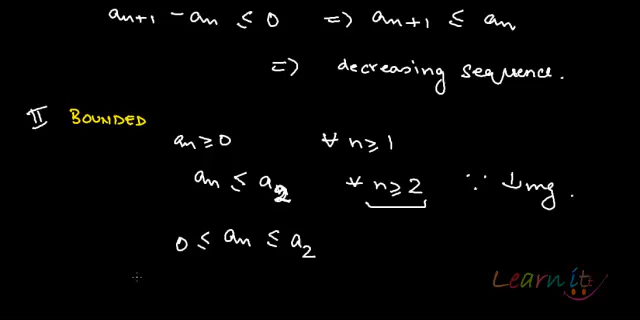 an+1 - an ≤ 0 ⇒ an+1 ≤ an
⇒ decreasing sequence.
II BOUNDED
an ≥ 0 ∀ n ≥ 1
an ≤ a2 ∀ n ≥ 2 ∵ ↓mg.
0 ≤ an ≤ a2
Learnit